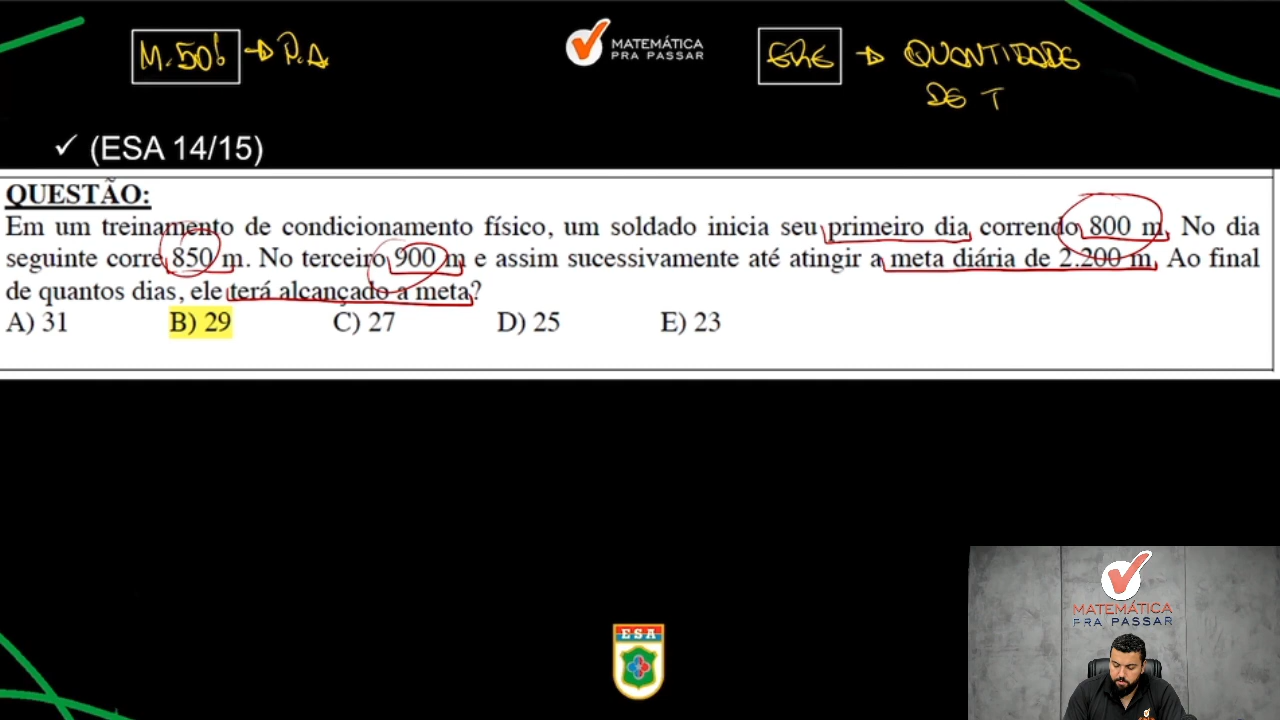 M.50b → P.A
MATEMÁTICA
PRA PASSAR
→ QUANTIDADE
DE T
✓ (ESA 14/15)
QUESTÃO:
Em um treinamento de condicionamento físico, um soldado inicia seu primeiro dia correndo 800 m. No dia
seguinte corre 850 m. No terceiro 900 m e assim sucessivamente até atingir a meta diária de 2.200 m. Ao final
de quantos dias, ele terá alcançado a meta?
A) 31 B) 29 C) 27 D) 25 E) 23
MATEMÁTICA
PRA PASSAR
ESA